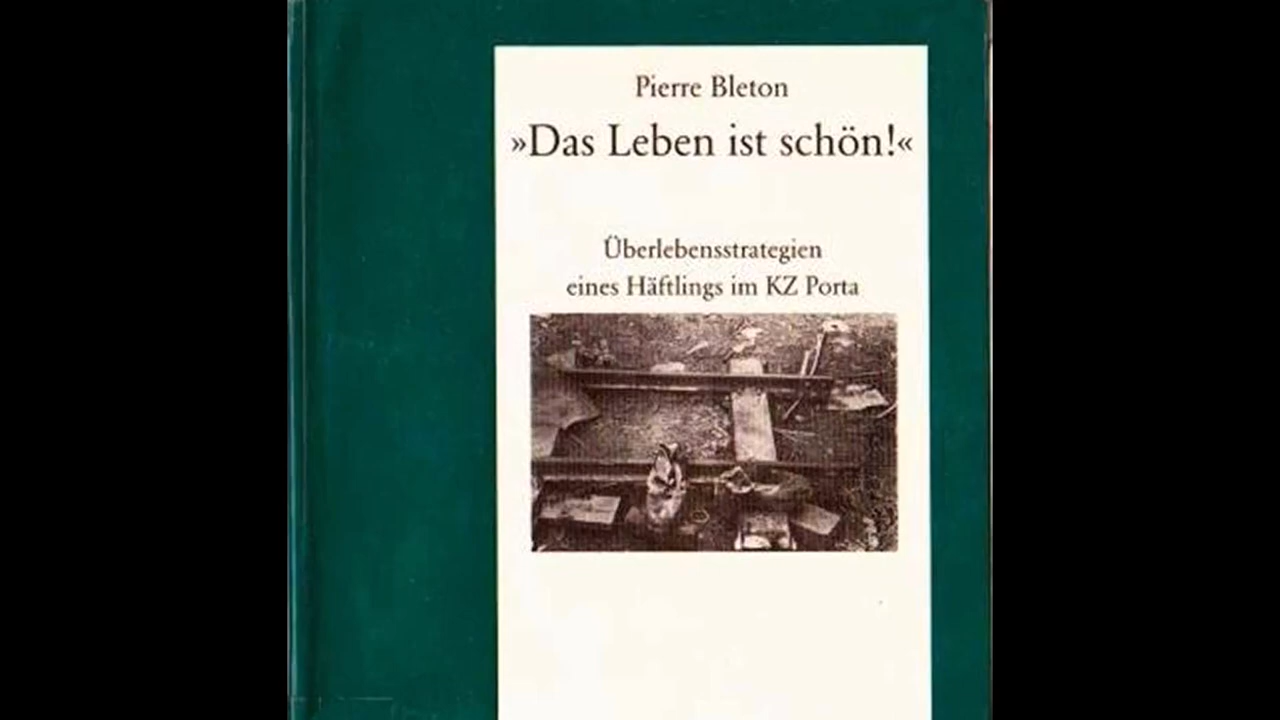 Pierre Bleton
»Das Leben ist schön!«
Überlebensstrategien
eines Häftlings im KZ Porta